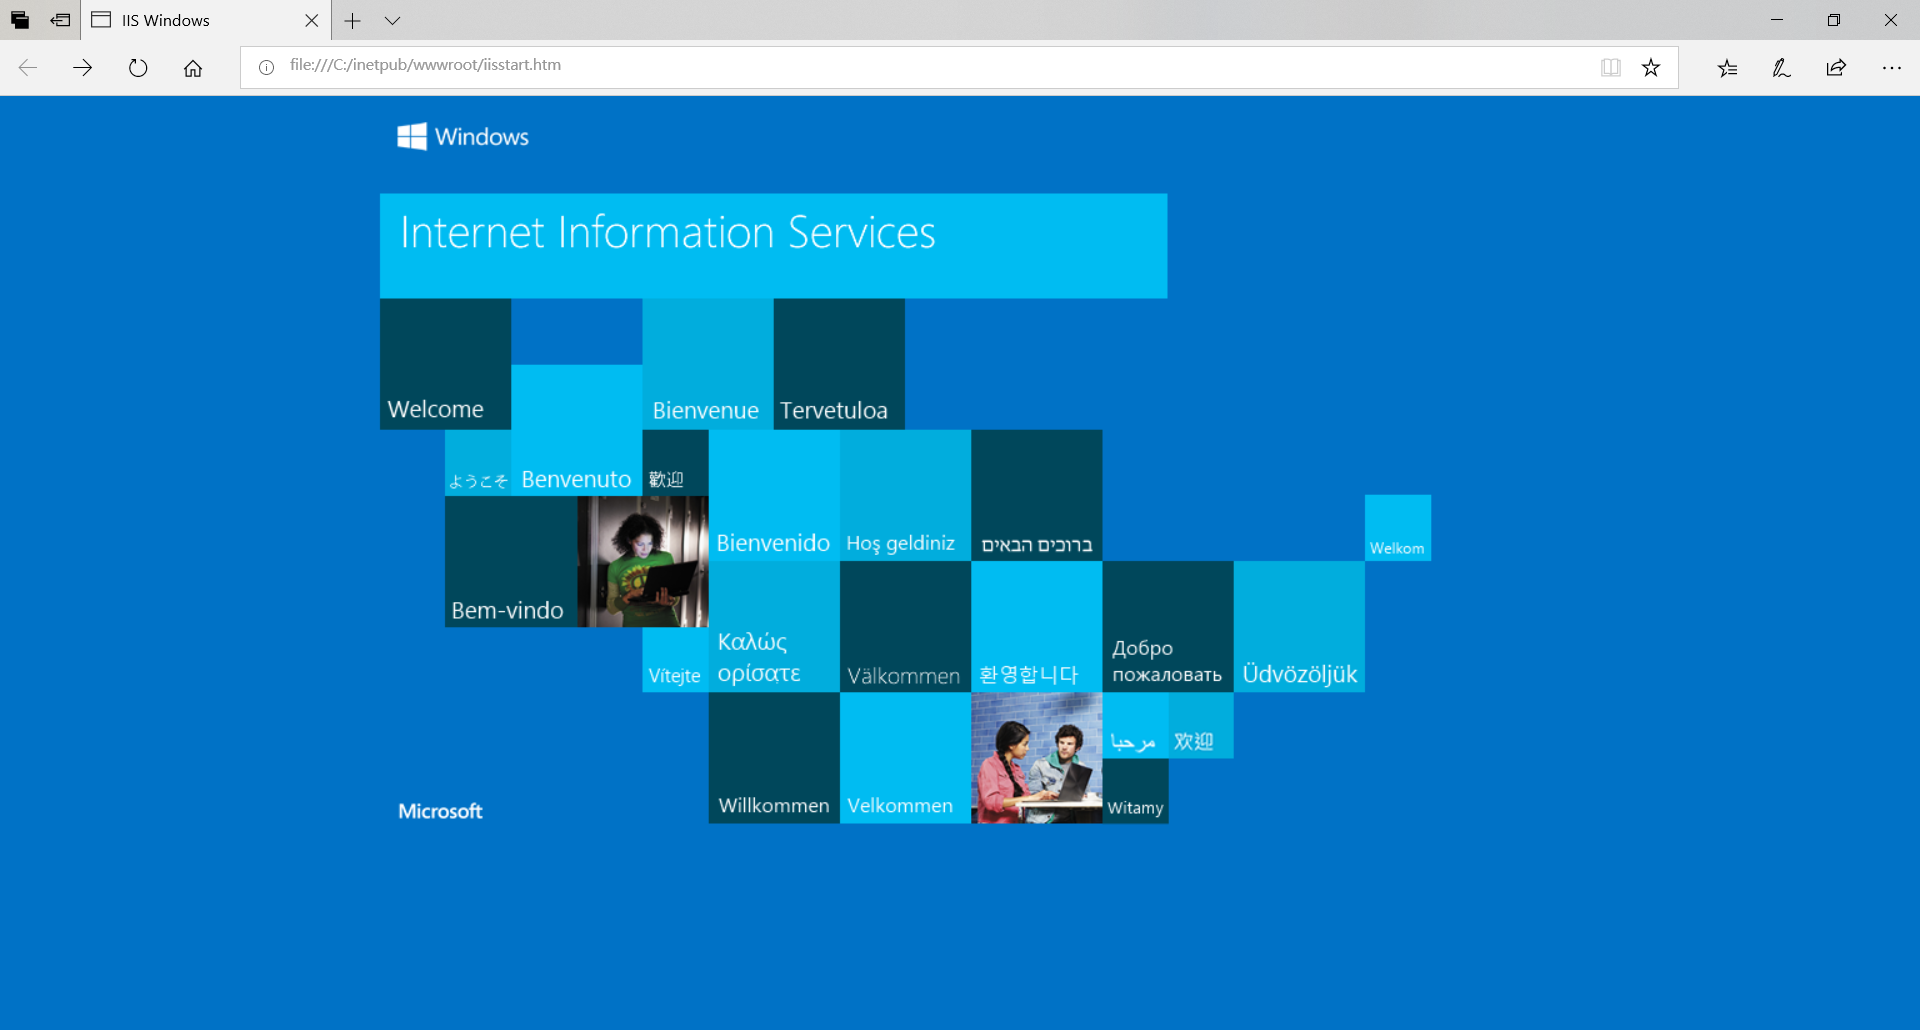 IIS Windows
file:///C:/inetpub/wwwroot/iisstart.htm
Windows
Internet Information Services
Welcome
Bienvenue
Tervetuloa
ようこそ
Benvenuto
歡迎
Bienvenido
Hoş geldiniz
ברוכים הבאים
Welkom
Bem-vindo
Vítejte
Καλώς
ορίσατε
Välkommen
환영합니다
Добро
пожаловать
Üdvözöljük
مرحبا
欢迎
Microsoft
Willkommen
Velkommen
Witamy